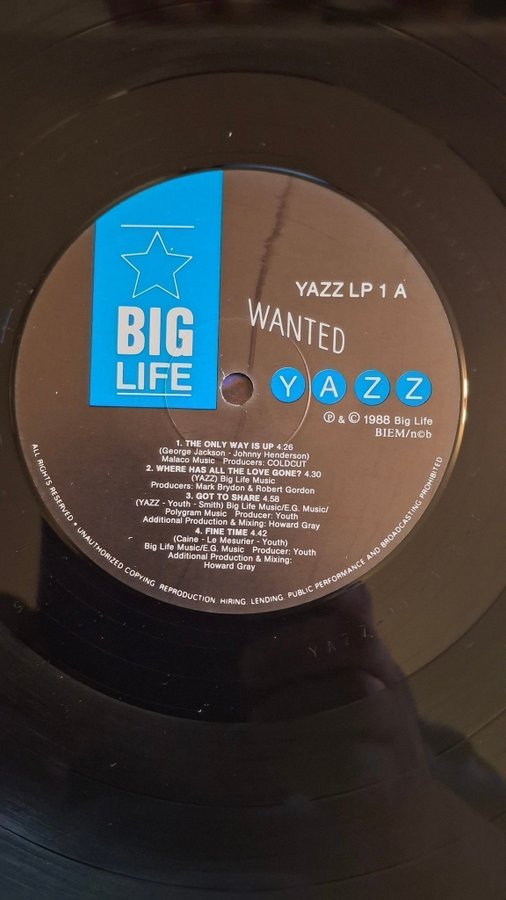 BIG
LIFE
YAZZ LP 1 A
WANTED
YAZZ
℗ & © 1988 Big Life
BIEM/n©b
1. THE ONLY WAY IS UP 4.26
(George Jackson - Johnny Henderson)
Malaco Music Producers: COLDCUT
2. WHERE HAS ALL THE LOVE GONE? 4.30
(YAZZ) Big Life Music
Producers: Mark Brydon & Robert Gordon
3. GOT TO SHARE 4.58
(YAZZ - Youth - Smith) Big Life Music/E.G. Music/
Polygram Music Producer: Youth
Additional Production & Mixing: Howard Gray
4. FINE TIME 4.42
(Caine - Le Mesurier - Youth)
Big Life Music/E.G. Music Producer: Youth
Additional Production & Mixing:
Howard Gray
ALL RIGHTS RESERVED • UNAUTHORIZED COPYING, REPRODUCTION, HIRING, LENDING, PUBLIC PERFORMANCE AND BROADCASTING PROHIBITED
YAZZ